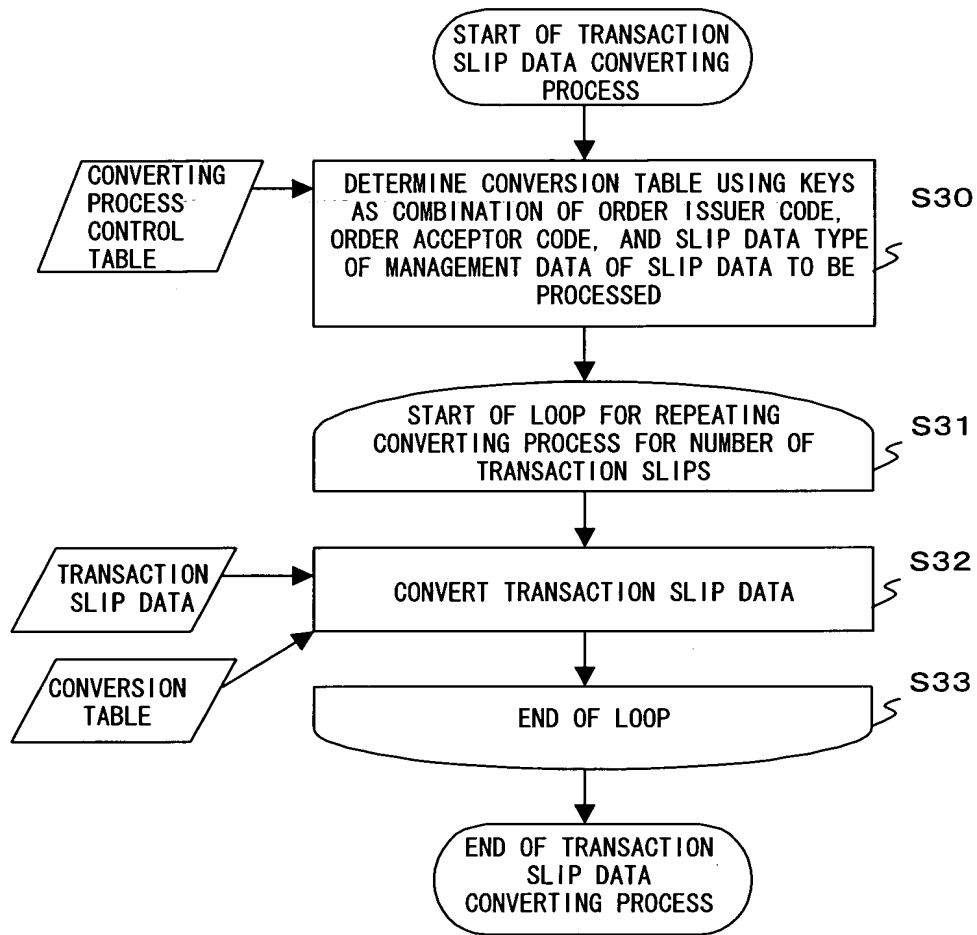 START OF TRANSACTION
SLIP DATA CONVERTING
PROCESS
CONVERTING
PROCESS
CONTROL
TABLE
DETERMINE CONVERSION TABLE USING KEYS
AS COMBINATION OF ORDER ISSUER CODE,
ORDER ACCEPTOR CODE, AND SLIP DATA TYPE
OF MANAGEMENT DATA OF SLIP DATA TO BE
PROCESSED
S30
START OF LOOP FOR REPEATING
CONVERTING PROCESS FOR NUMBER OF
TRANSACTION SLIPS
S31
TRANSACTION
SLIP DATA
CONVERT TRANSACTION SLIP DATA
S32
CONVERSION
TABLE
END OF LOOP
S33
END OF TRANSACTION
SLIP DATA
CONVERTING PROCESS